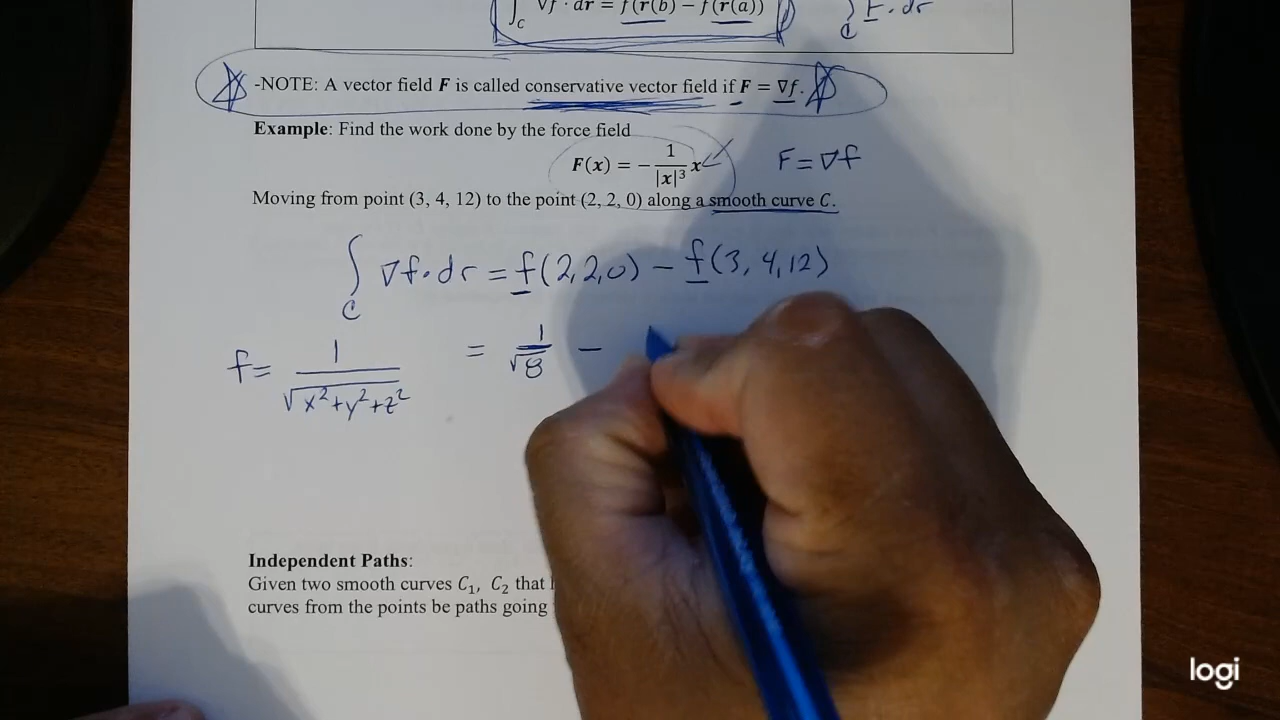 ∫_C ∇f · dr = f(r(b)) − f(r(a)) ∫_C F · dr
-NOTE: A vector field F is called conservative vector field if F = ∇f.
Example: Find the work done by the force field
F(x) = − 1/|x|³ x F = ∇f
Moving from point (3, 4, 12) to the point (2, 2, 0) along a smooth curve C.
∫_C ∇f · dr = f(2,2,0) − f(3,4,12)
f = 1/√(x²+y²+z²) = 1/√8 −
Independent Paths:
Given two smooth curves C₁, C₂ that
curves from the points be paths going
logi